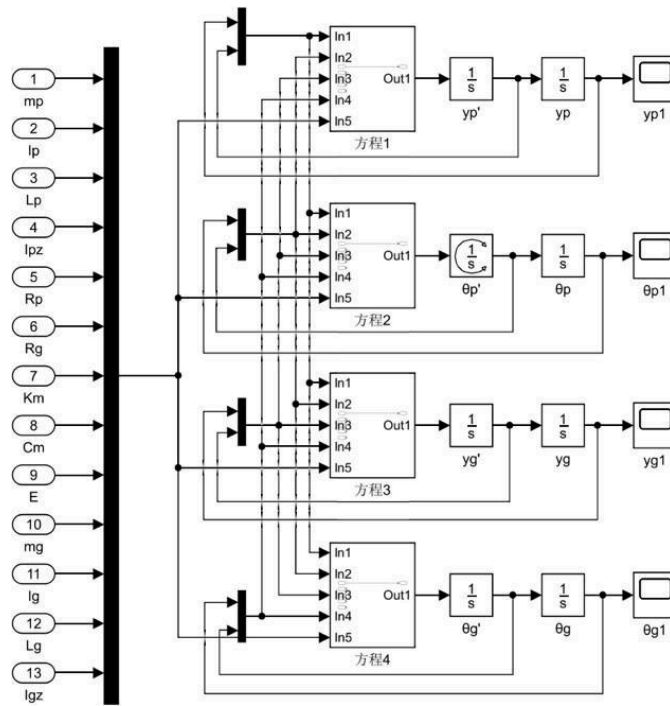 1
mp
2
Ip
3
Lp
4
Ipz
5
Rp
6
Rg
7
Km
8
Cm
9
E
10
mg
11
Ig
12
Lg
13
Igz
In1
In2
In3
In4
In5
Out1
方程1
1
s
yp'
1
s
yp
yp1
In1
In2
In3
In4
In5
Out1
方程2
1
s
θp'
1
s
θp
θp1
In1
In2
In3
In4
In5
Out1
方程3
1
s
yg'
1
s
yg
yg1
In1
In2
In3
In4
In5
Out1
方程4
1
s
θg'
1
s
θg
θg1